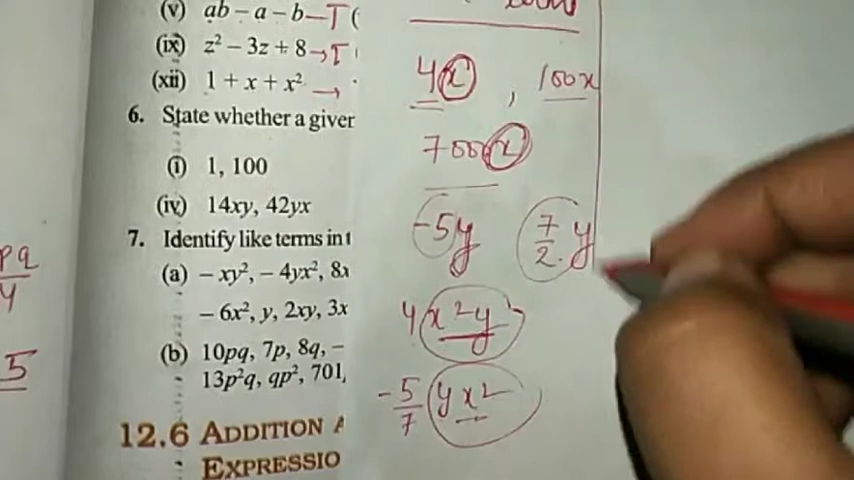 (v) ab – a – b – T
(ix) z² – 3z + 8 → T
(xii) 1 + x + x² →
6. State whether a giver
(i) 1, 100
(iv) 14xy, 42yx
7. Identify like terms in t
(a) – xy², – 4yx², 8x
– 6x², y, 2xy, 3x
(b) 10pq, 7p, 8q, –
13p²q, qp², 701
12.6 ADDITION A
EXPRESSIO
4x , 100x
700x
-5y 7/2 y
4x²y
-5/7 yx²
pq
y
5